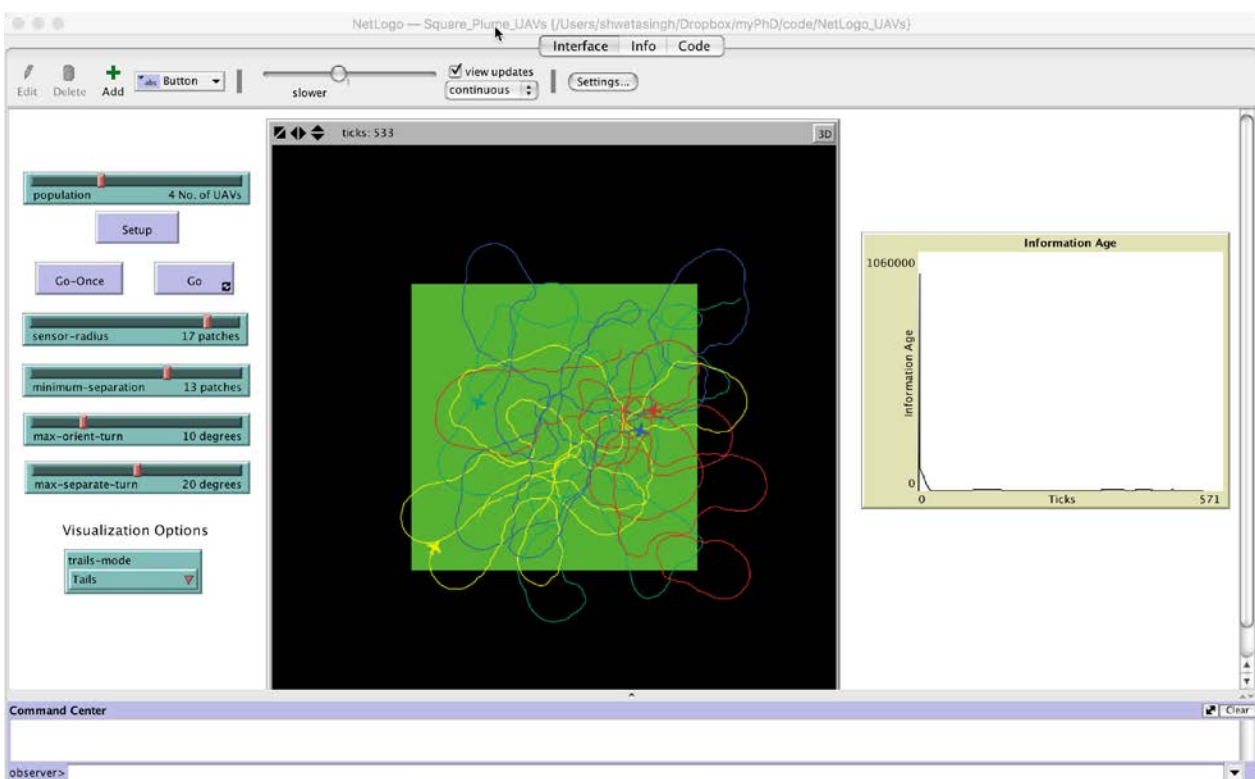 NetLogo — Square_Plume_UAVs {/Users/shwetasingh/Dropbox/myPhD/code/NetLogo_UAVs}
Interface Info Code
Edit Delete Add abc Button slower view updates continuous Settings...
ticks: 533 3D
population 4 No. of UAVs
Setup
Go-Once Go
sensor-radius 17 patches
minimum-separation 13 patches
max-orient-turn 10 degrees
max-separate-turn 20 degrees
Visualization Options
trails-mode
Tails
Information Age
1060000
Information Age
0
0 Ticks 571
Command Center Clear
observer>